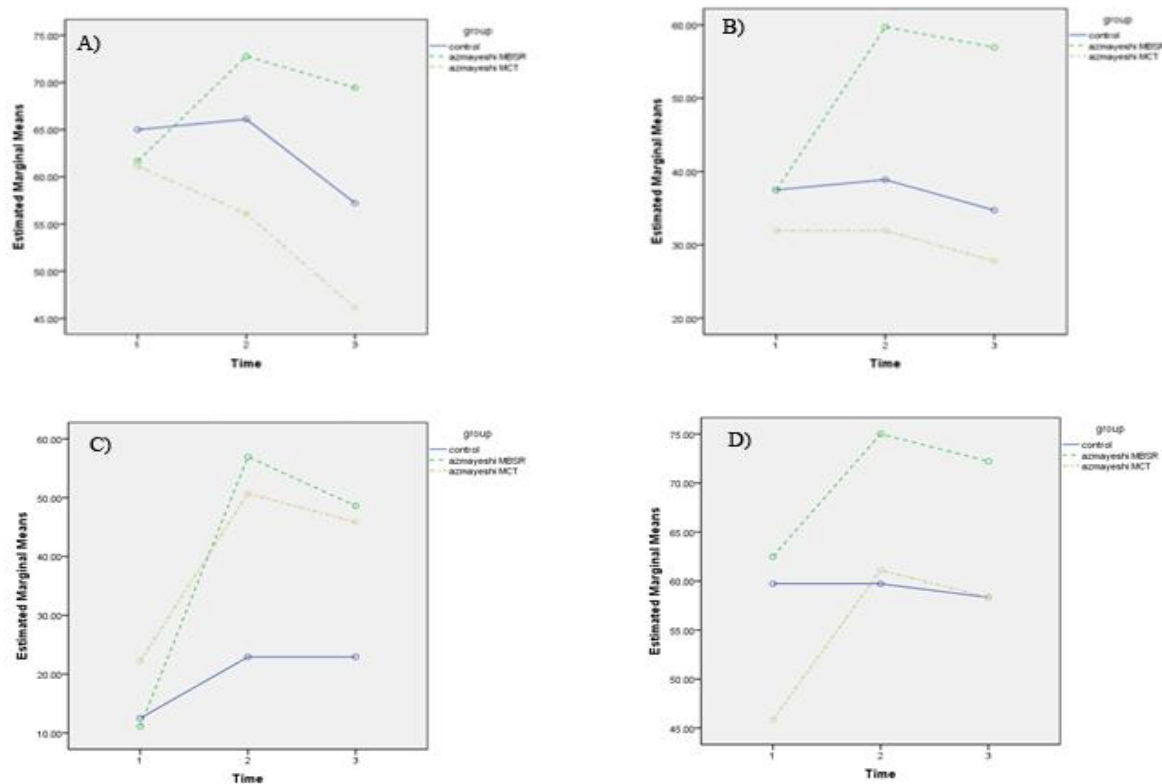 A)
group
control
azmayeshi MBSR
azmayeshi MCT
75.00
70.00
65.00
60.00
55.00
50.00
45.00
Estimated Marginal Means
1 2 3
Time
B)
group
control
azmayeshi MBSR
azmayeshi MCT
60.00
50.00
40.00
30.00
20.00
Estimated Marginal Means
1 2 3
Time
C)
group
control
azmayeshi MBSR
azmayeshi MCT
60.00
50.00
40.00
30.00
20.00
10.00
Estimated Marginal Means
1 2 3
Time
D)
group
control
azmayeshi MBSR
azmayeshi MCT
75.00
70.00
65.00
60.00
55.00
50.00
45.00
Estimated Marginal Means
1 2 3
Time